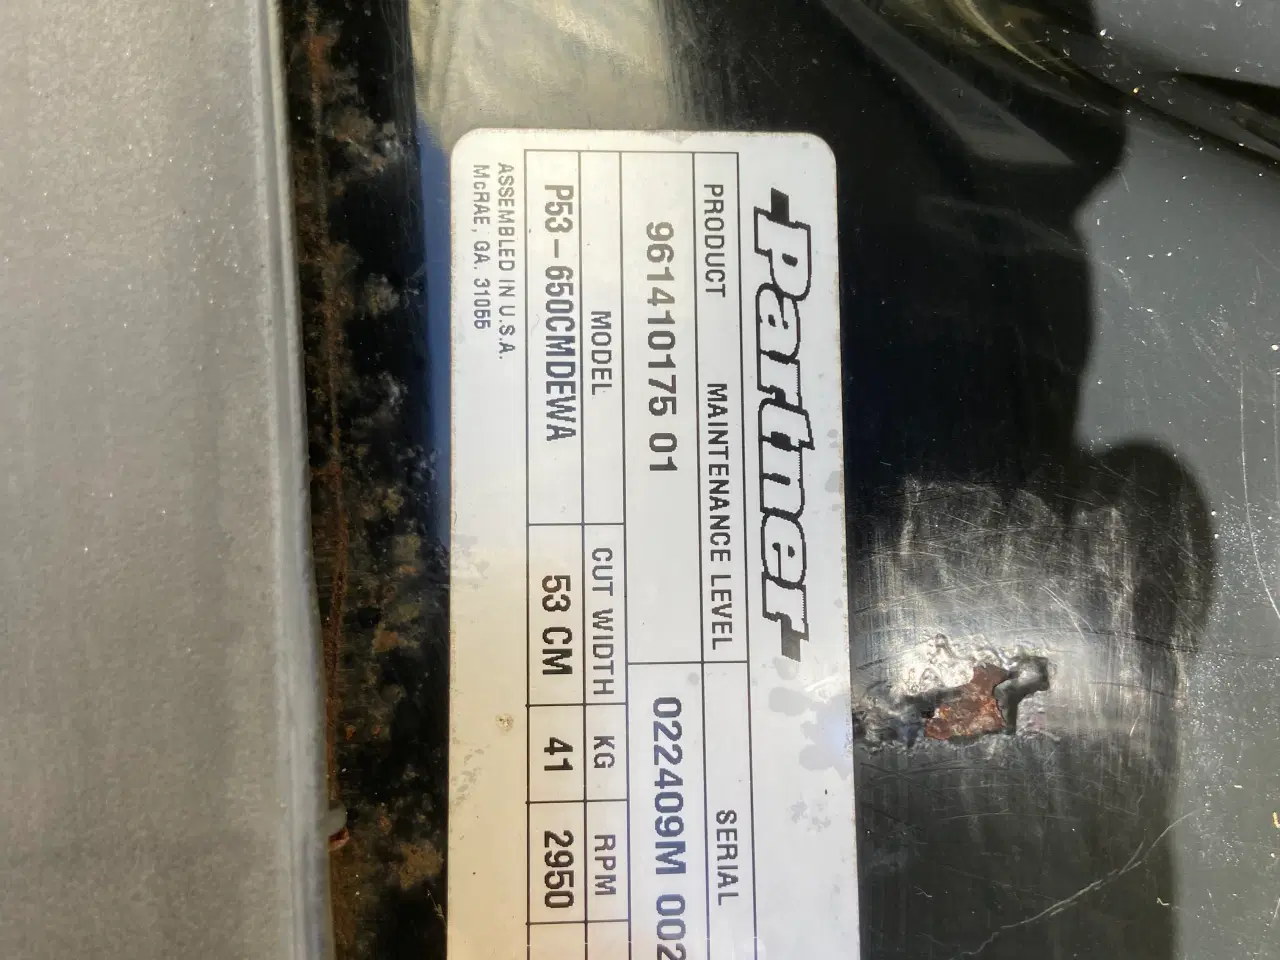 Partner
PRODUCT MAINTENANCE LEVEL SERIAL
961410175 01 022409M 002
MODEL CUT WIDTH KG RPM
P53-650CMDEWA 53 CM 41 2950
ASSEMBLED IN U.S.A.
McRAE, GA. 31055